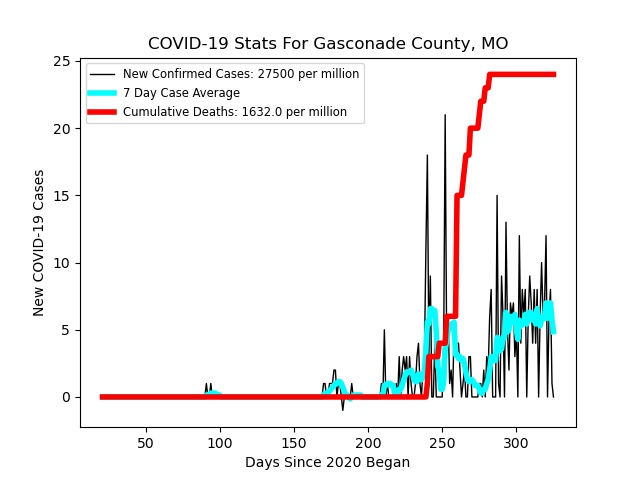 COVID-19 Stats For Gasconade County, MO
New Confirmed Cases: 27500 per million
7 Day Case Average
Cumulative Deaths: 1632.0 per million
New COVID-19 Cases
25
20
15
10
5
0
50
100
150
200
250
300
Days Since 2020 Began